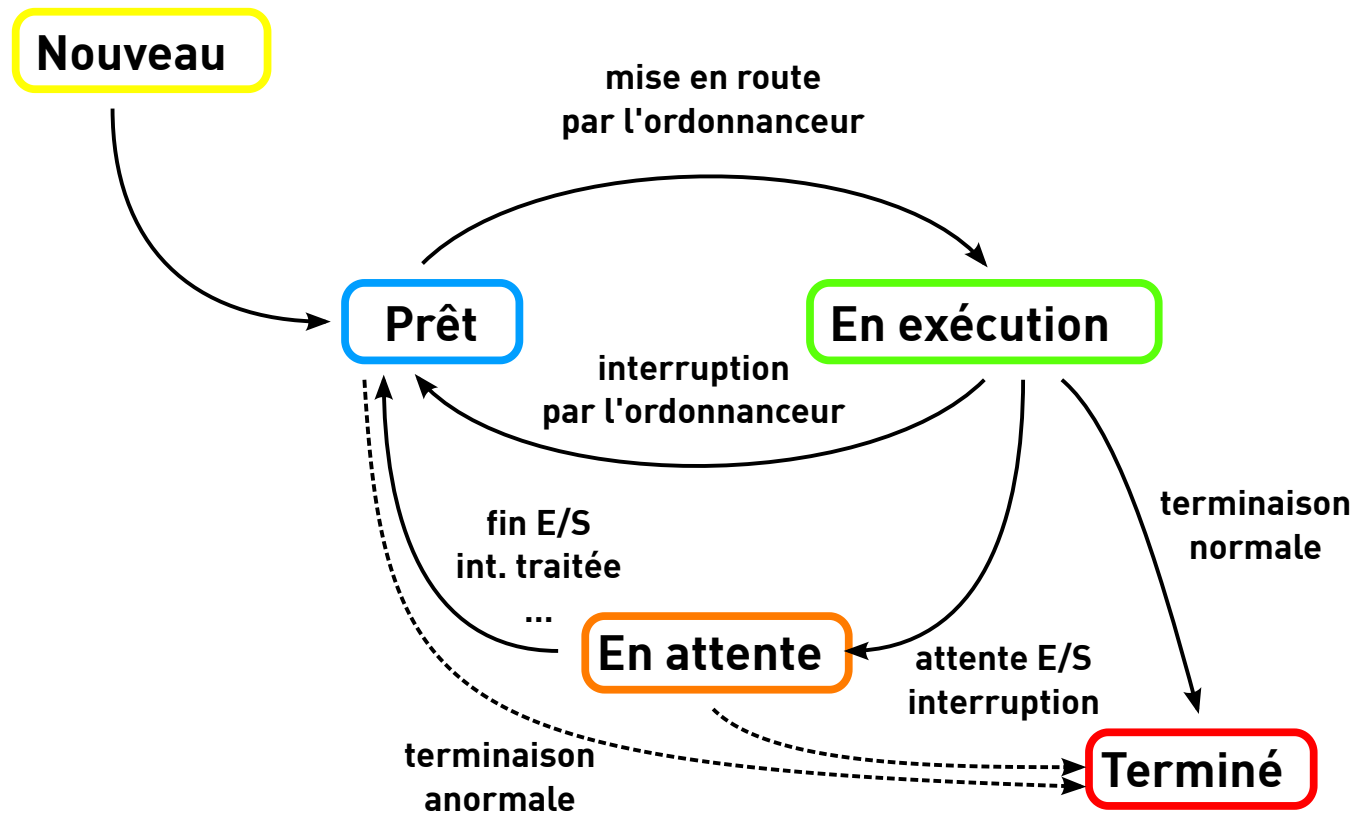 Nouveau
mise en route
par l'ordonnanceur
Prêt
En exécution
interruption
par l'ordonnanceur
terminaison
normale
fin E/S
int. traitée
...
En attente
attente E/S
interruption
terminaison
anormale
Terminé